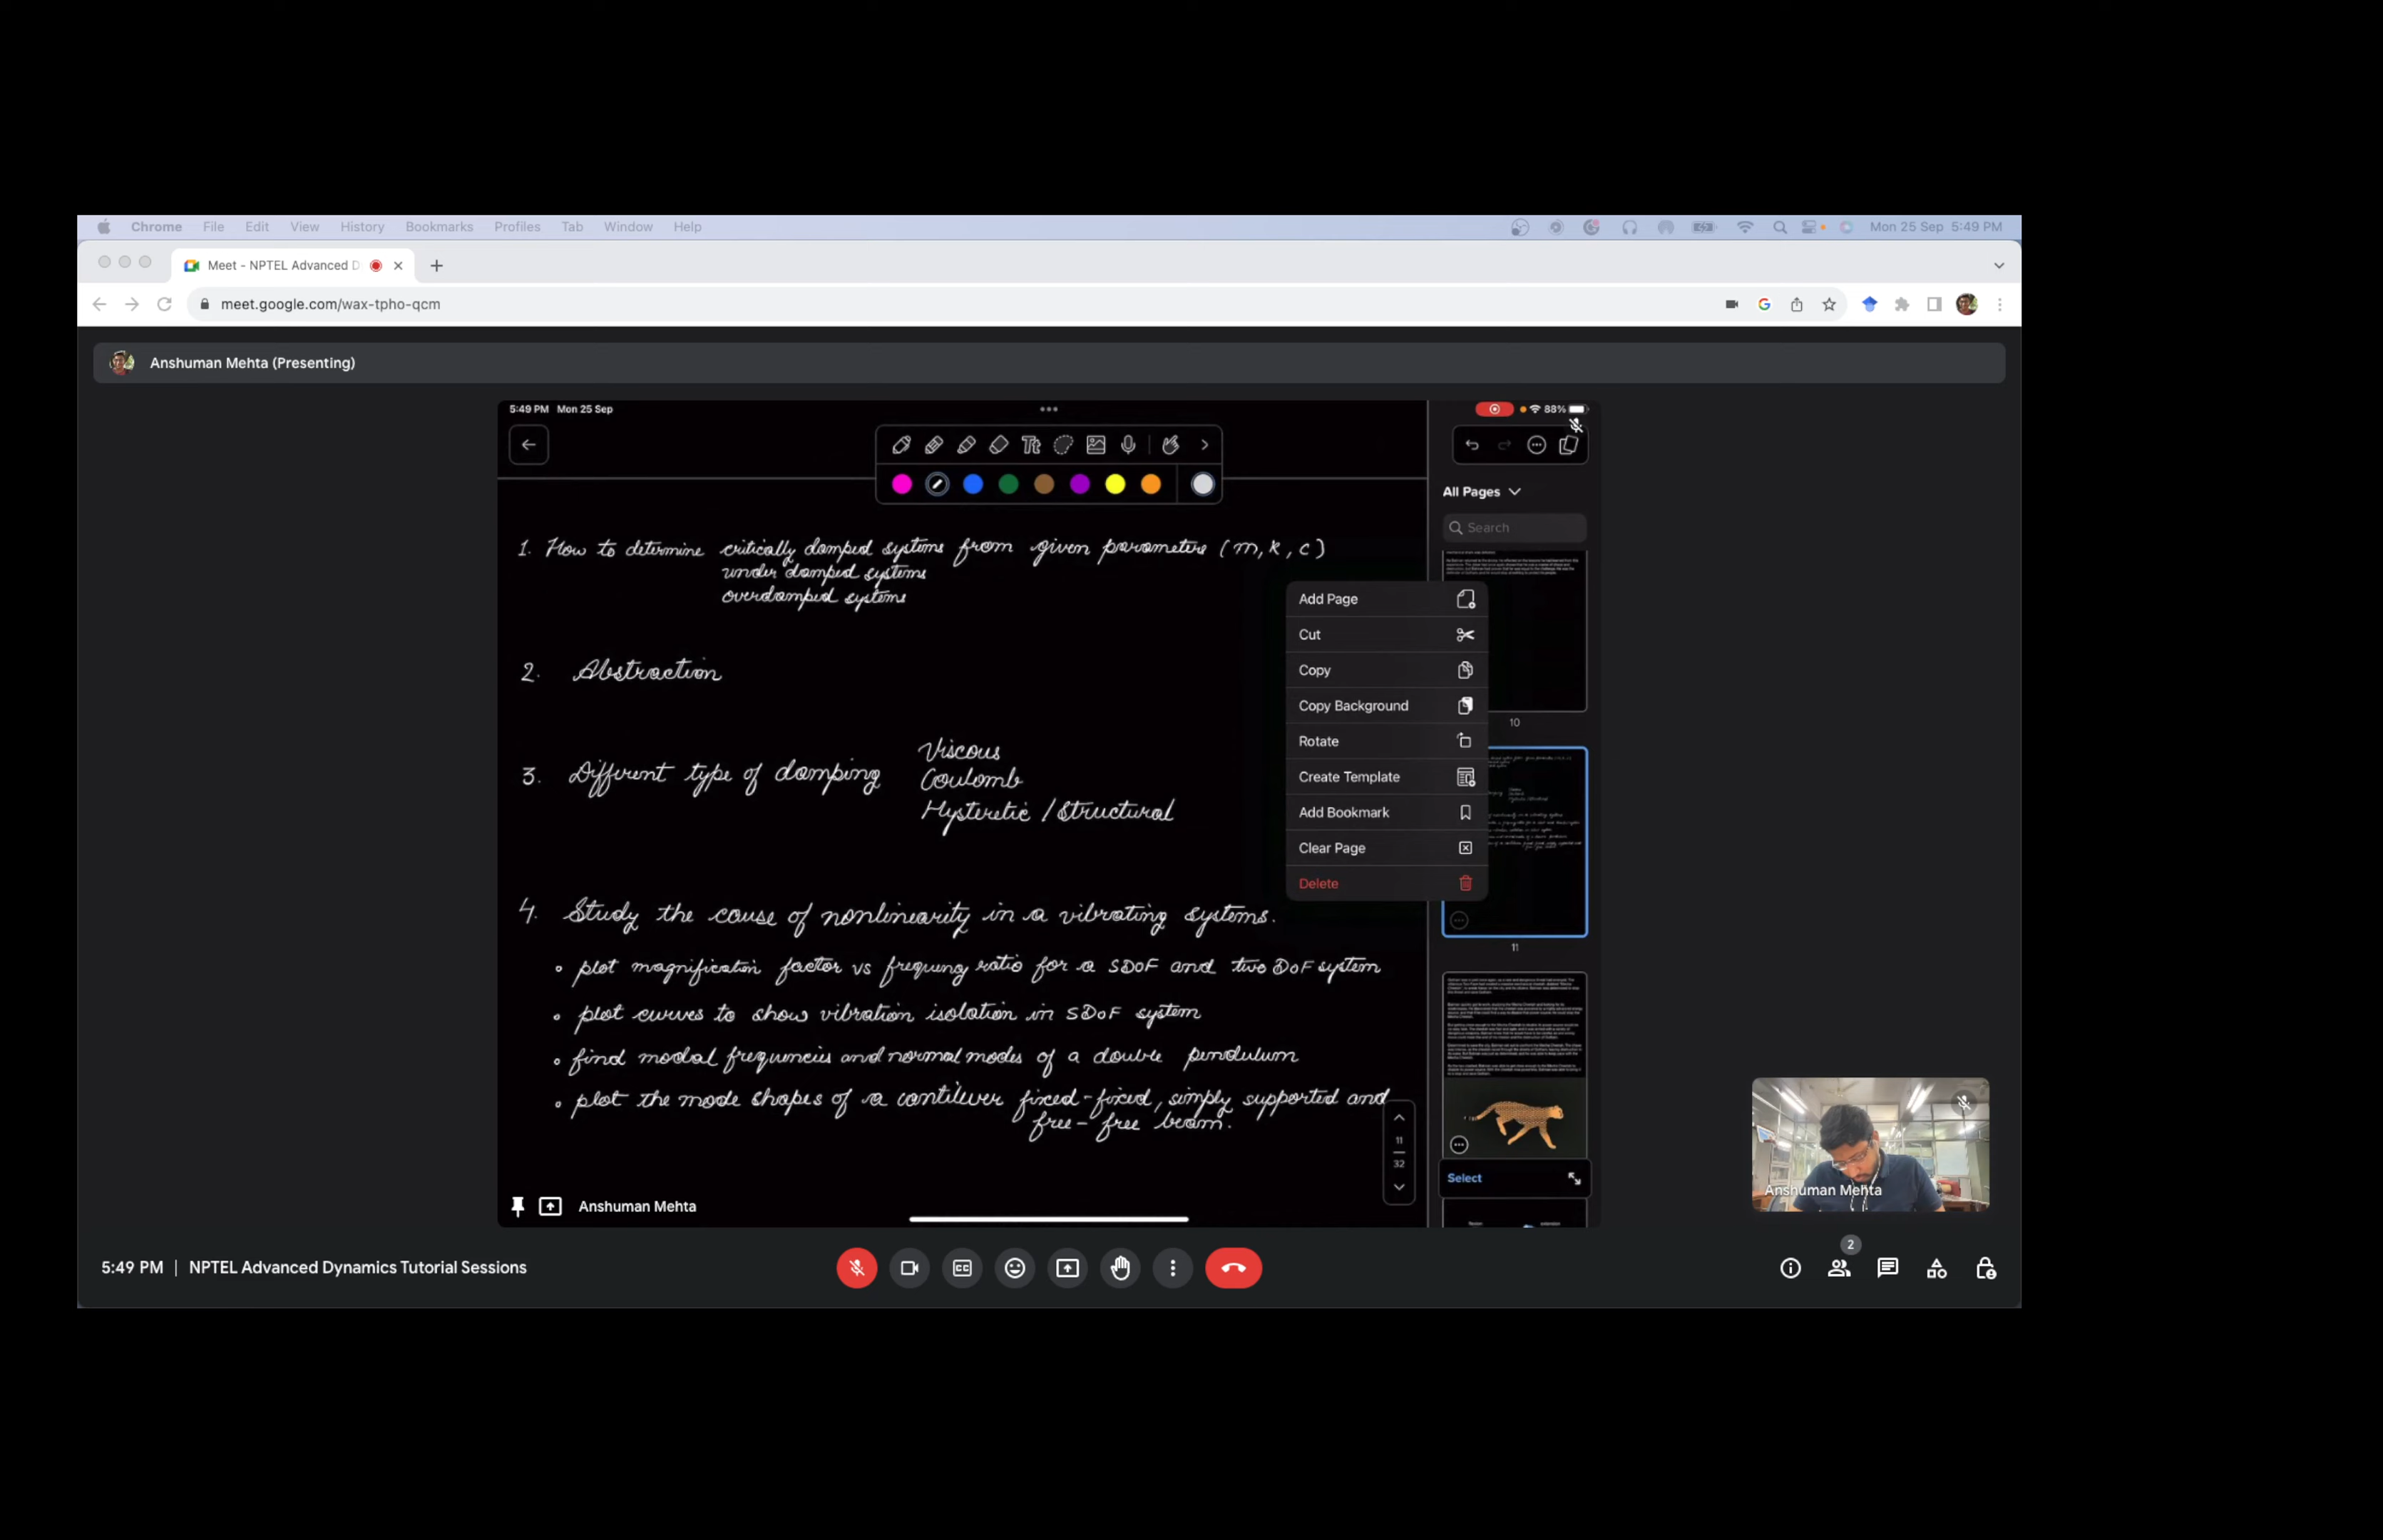 Chrome File Edit View History Bookmarks Profiles Tab Window Help Mon 25 Sep 5:49 PM
Meet - NPTEL Advanced D
meet.google.com/wax-tpho-qcm
Anshuman Mehta (Presenting)
5:49 PM Mon 25 Sep 88%
All Pages
Search
1. How to determine critically damped systems from given parameters (m, k, c)
under damped systems
overdamped systems
2. Abstraction
3. Different type of damping
Viscous
Coulomb
Hysteretic / Structural
4. Study the cause of nonlinearity in a vibrating systems.
• plot magnification factor vs frequency ratio for a SDoF and two DoF system
• plot curves to show vibration isolation in SDoF system
• find modal frequencies and normal modes of a double pendulum
• plot the mode shapes of a cantilever fixed-fixed, simply supported and
free-free beam.
Add Page
Cut
Copy
Copy Background
Rotate
Create Template
Add Bookmark
Clear Page
Delete
10
11
Select
11
32
Anshuman Mehta
Anshuman Mehta
5:49 PM | NPTEL Advanced Dynamics Tutorial Sessions
2